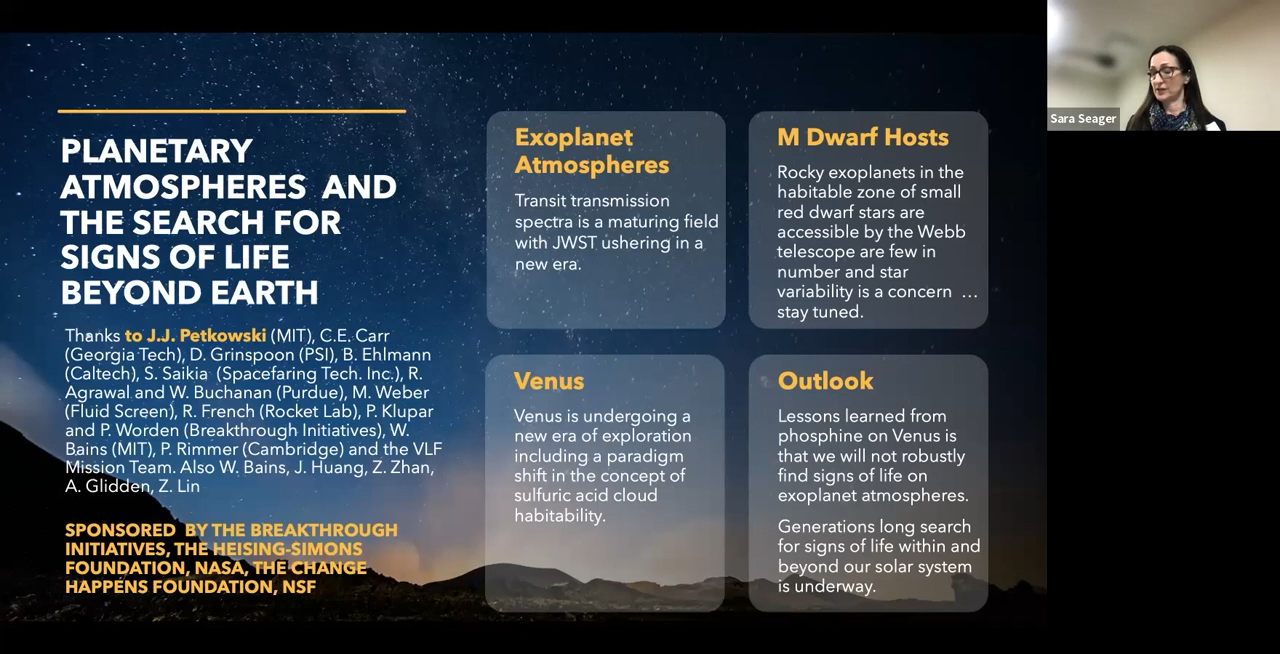 PLANETARY
ATMOSPHERES AND
THE SEARCH FOR
SIGNS OF LIFE
BEYOND EARTH
Thanks to J.J. Petkowski (MIT), C.E. Carr
(Georgia Tech), D. Grinspoon (PSI), B. Ehlmann
(Caltech), S. Saikia (Spacefaring Tech. Inc.), R.
Agrawal and W. Buchanan (Purdue), M. Weber
(Fluid Screen), R. French (Rocket Lab), P. Klupar
and P. Worden (Breakthrough Initiatives), W.
Bains (MIT), P. Rimmer (Cambridge) and the VLF
Mission Team. Also W. Bains, J. Huang, Z. Zhan,
A. Glidden, Z. Lin
SPONSORED BY THE BREAKTHROUGH
INITIATIVES, THE HEISING-SIMONS
FOUNDATION, NASA, THE CHANGE
HAPPENS FOUNDATION, NSF
Exoplanet
Atmospheres
Transit transmission
spectra is a maturing field
with JWST ushering in a
new era.
M Dwarf Hosts
Rocky exoplanets in the
habitable zone of small
red dwarf stars are
accessible by the Webb
telescope are few in
number and star
variability is a concern …
stay tuned.
Venus
Venus is undergoing a
new era of exploration
including a paradigm
shift in the concept of
sulfuric acid cloud
habitability.
Outlook
Lessons learned from
phosphine on Venus is
that we will not robustly
find signs of life on
exoplanet atmospheres.
Generations long search
for signs of life within and
beyond our solar system
is underway.
Sara Seager